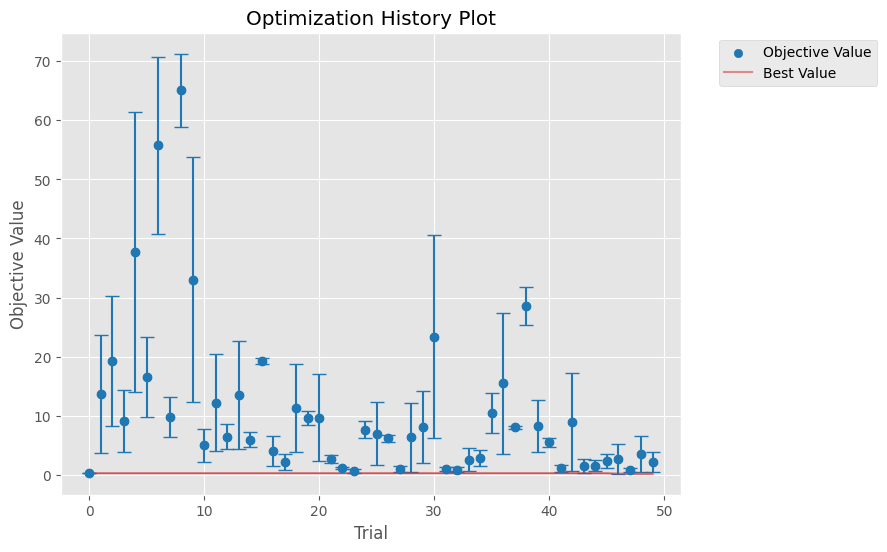 Optimization History Plot
Objective Value
Best Value
Objective Value
70
60
50
40
30
20
10
0
0 10 20 30 40 50
Trial